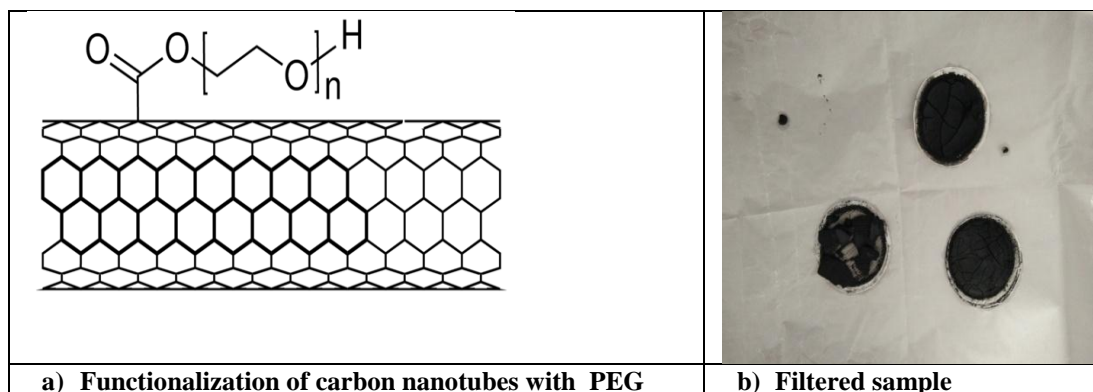 O
O
O
H
n
a) Functionalization of carbon nanotubes with PEG
b) Filtered sample